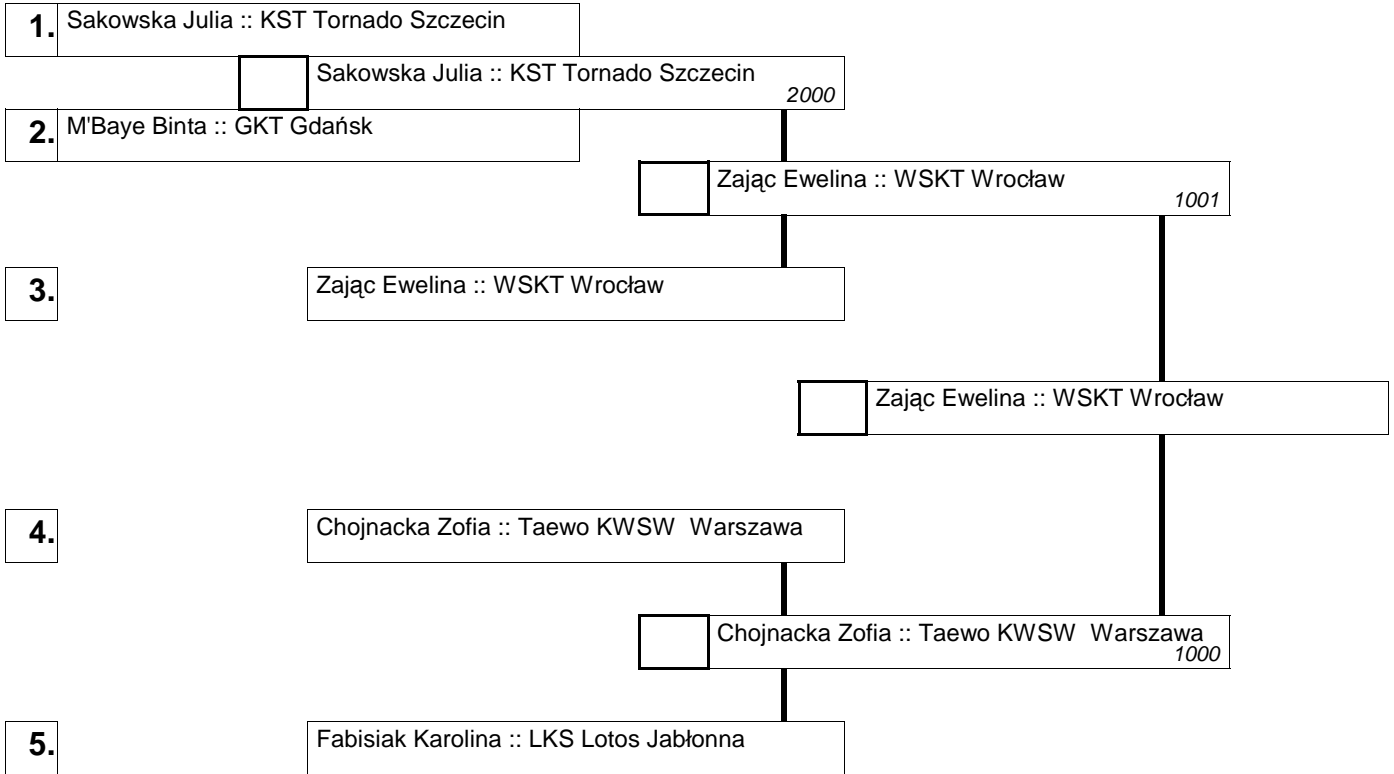 1. Sakowska Julia :: KST Tornado Szczecin
Sakowska Julia :: KST Tornado Szczecin
2000
2. M'Baye Binta :: GKT Gdańsk
Zając Ewelina :: WSKT Wrocław
1001
3. Zając Ewelina :: WSKT Wrocław
Zając Ewelina :: WSKT Wrocław
4. Chojnacka Zofia :: Taewo KWSW  Warszawa
Chojnacka Zofia :: Taewo KWSW  Warszawa
1000
5. Fabisiak Karolina :: LKS Lotos Jabłonna